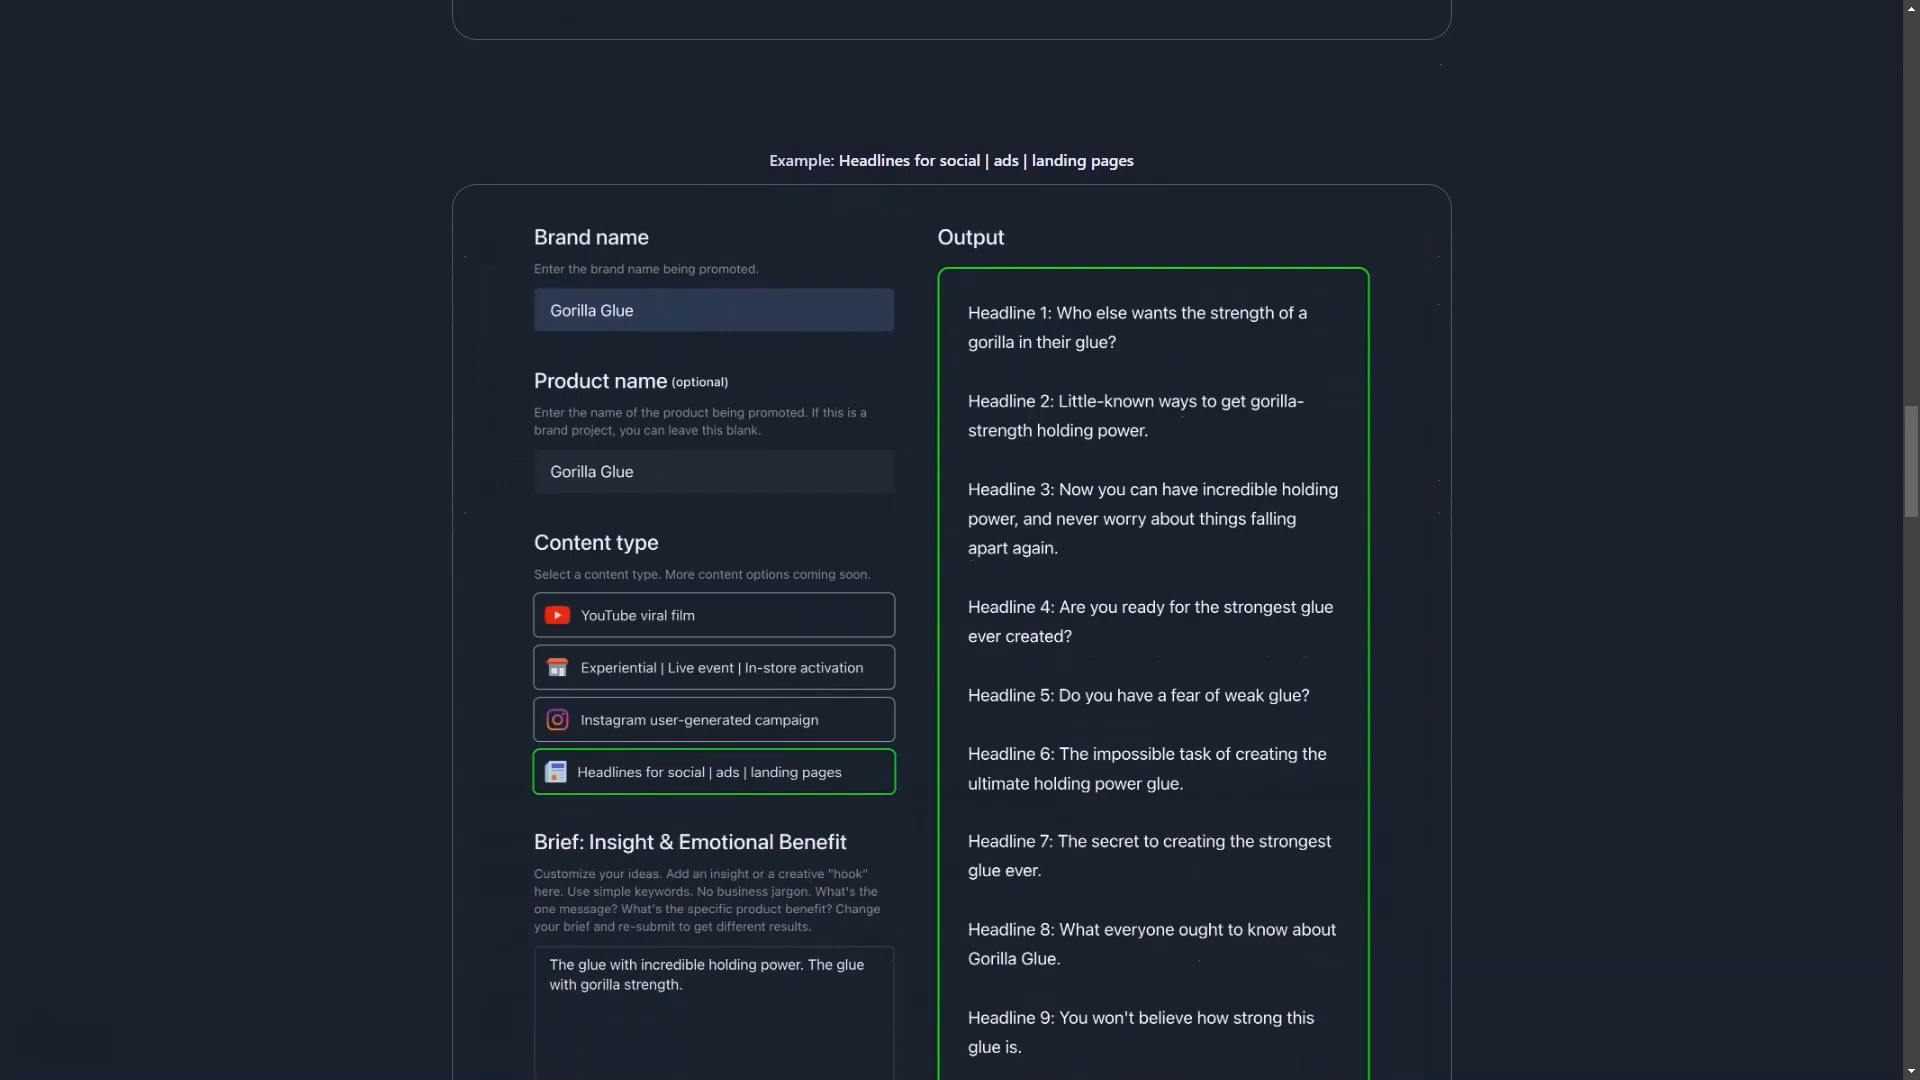 Example: Headlines for social | ads | landing pages
Brand name
Enter the brand name being promoted.
Gorilla Glue
Product name (optional)
Enter the name of the product being promoted. If this is a
brand project, you can leave this blank.
Gorilla Glue
Content type
Select a content type. More content options coming soon.
YouTube viral film
Experiential | Live event | In-store activation
Instagram user-generated campaign
Headlines for social | ads | landing pages
Brief: Insight & Emotional Benefit
Customize your ideas. Add an insight or a creative "hook"
here. Use simple keywords. No business jargon. What's the
one message? What's the specific product benefit? Change
your brief and re-submit to get different results.
The glue with incredible holding power. The glue
with gorilla strength.
Output
Headline 1: Who else wants the strength of a
gorilla in their glue?
Headline 2: Little-known ways to get gorilla-
strength holding power.
Headline 3: Now you can have incredible holding
power, and never worry about things falling
apart again.
Headline 4: Are you ready for the strongest glue
ever created?
Headline 5: Do you have a fear of weak glue?
Headline 6: The impossible task of creating the
ultimate holding power glue.
Headline 7: The secret to creating the strongest
glue ever.
Headline 8: What everyone ought to know about
Gorilla Glue.
Headline 9: You won't believe how strong this
glue is.